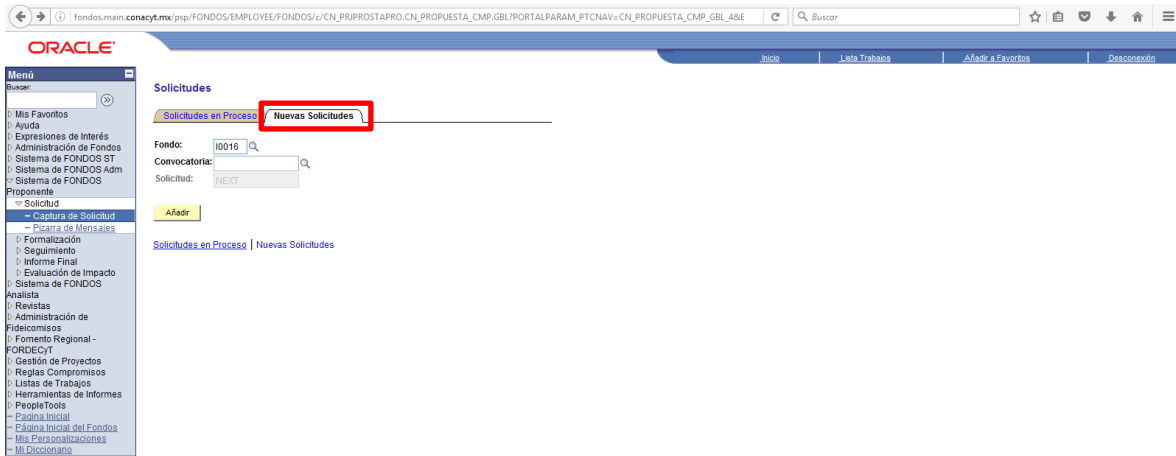 fondos.main.conacyt.mx/psp/FONDOS/EMPLOYEE/FONDOS/c/CN_PRJPROSTAPRO.CN_PROPUESTA_CMP.GBL?PORTALPARAM_PTCNAV=CN_PROPUESTA_CMP_GBL_4&E
Buscar
ORACLE
Inicio
Lista Trabajos
Añadir a Favoritos
Desconexión
Menú
Buscar:
Mis Favoritos
Ayuda
Expresiones de Interés
Administración de Fondos
Sistema de FONDOS ST
Sistema de FONDOS Adm
Sistema de FONDOS
Proponente
Solicitud
Captura de Solicitud
Pizarra de Mensajes
Formalización
Seguimiento
Informe Final
Evaluación de Impacto
Sistema de FONDOS
Analista
Revistas
Administración de
Fideicomisos
Fomento Regional -
FORDECyT
Gestión de Proyectos
Reglas Compromisos
Listas de Trabajos
Herramientas de Informes
PeopleTools
Pagina Inicial
Página Inicial del Fondos
Mis Personalizaciones
Mi Diccionario
Solicitudes
Solicitudes en Proceso
Nuevas Solicitudes
Fondo: I0016
Convocatoria:
Solicitud: NEXT
Añadir
Solicitudes en Proceso | Nuevas Solicitudes